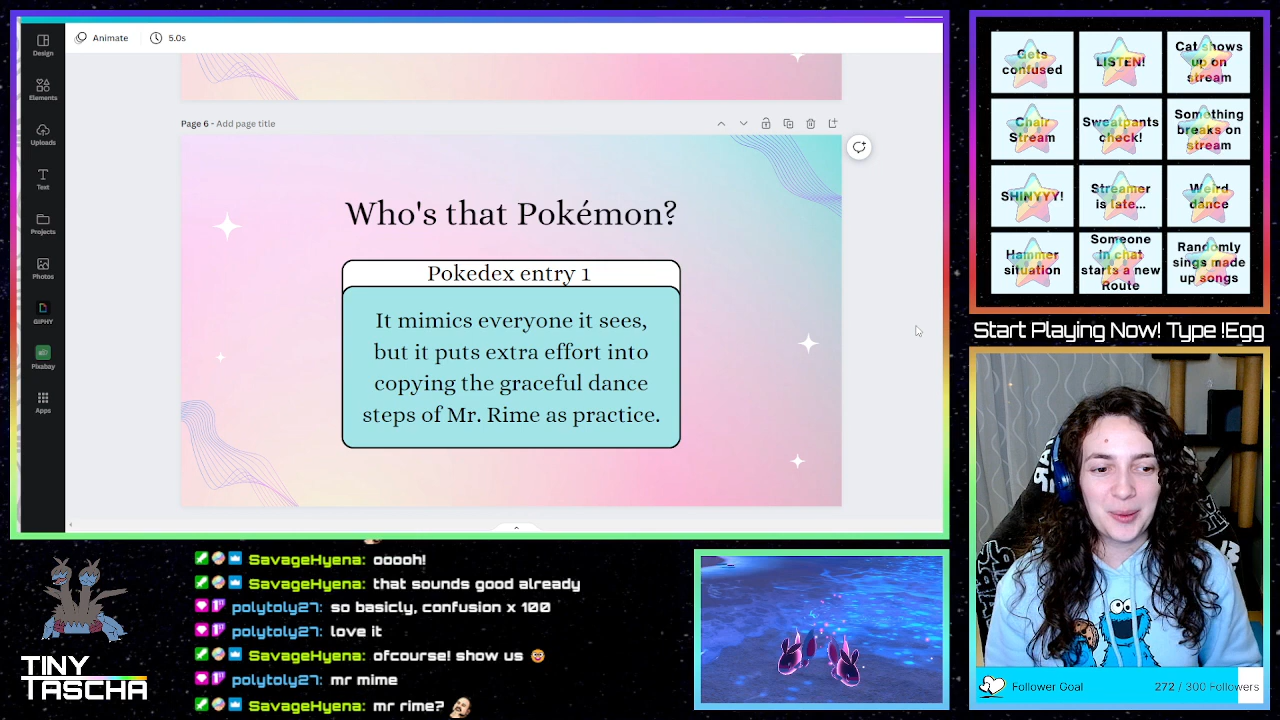 Animate
5.0s
Design
Elements
Uploads
Text
Projects
Photos
GIPHY
Pixabay
Apps
Page 6 - Add page title
Who's that Pokémon?
Pokedex entry 1
It mimics everyone it sees,
but it puts extra effort into
copying the graceful dance
steps of Mr. Rime as practice.
Gets
confused
LISTEN!
Cat shows
up on
stream
Chair
Stream
Sweatpants
check!
Something
breaks on
stream
SHINYYY!
Streamer
is late...
Weird
dance
Hammer
situation
Someone
in chat
starts a new
Route
Randomly
sings made
up songs
Start Playing Now! Type !Egg
SavageHyena: ooooh!
SavageHyena: that sounds good already
polytoly27: so basicly, confusion x 100
polytoly27: love it
SavageHyena: ofcourse! show us
polytoly27: mr mime
SavageHyena: mr rime?
TINY
TASCHA
Follower Goal
272 / 300 Followers